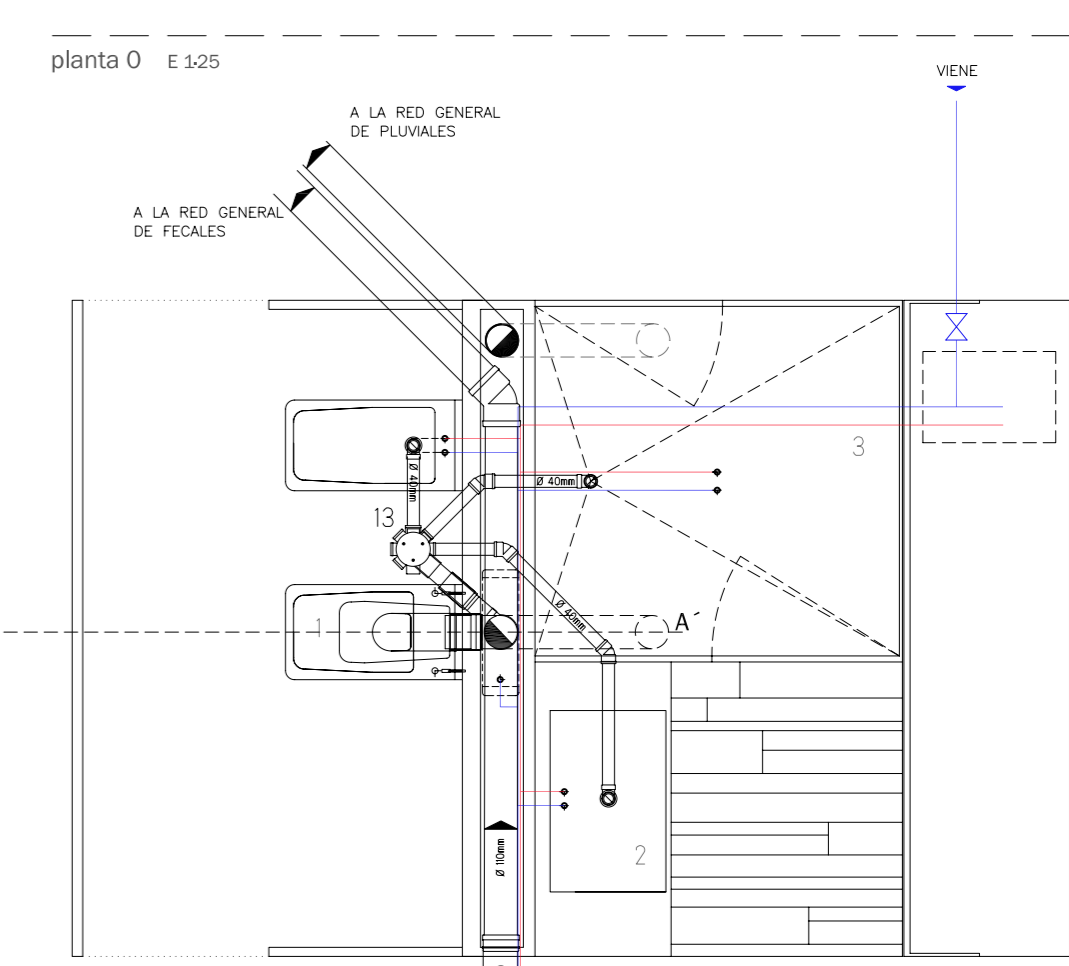 planta 0 E 1:25
VIENE
A LA RED GENERAL
DE PLUVIALES
A LA RED GENERAL
DE FECALES
3
Ø 40mm
Ø 40mm
13
Ø 40mm
1
A´
2
Ø 110mm